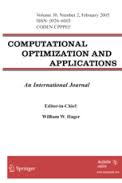 Volume 30, Number 2, February 2005
ISSN: 0926-6003
CODEN CPPPEF
COMPUTATIONAL
OPTIMIZATION AND
APPLICATIONS
An International Journal
Editor-in-Chief:
William W. Hager
Springer